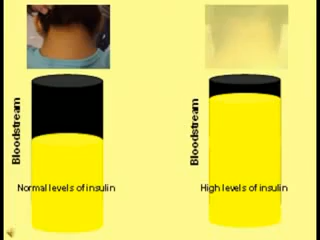 Bloodstream
Normal levels of insulin
Bloodstream
High levels of insulin